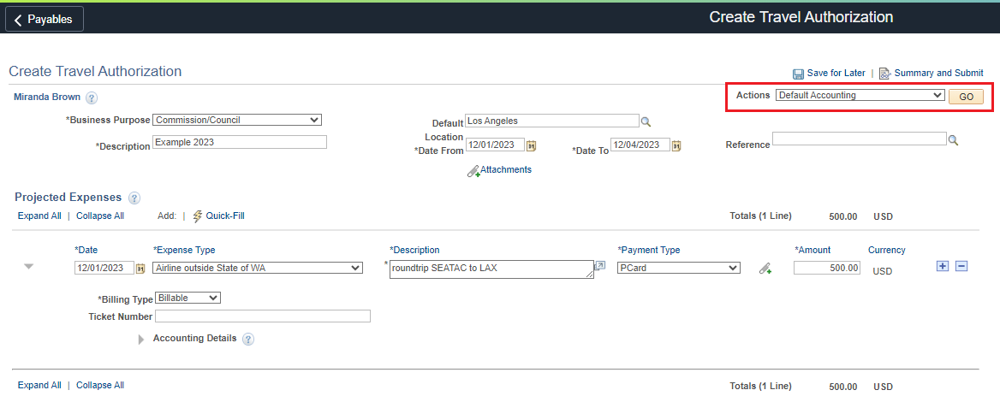 Payables
Create Travel Authorization
Create Travel Authorization
Save for Later | Summary and Submit
Miranda Brown ?
Actions Default Accounting GO
*Business Purpose Commission/Council
Default Location Los Angeles
*Description Example 2023
*Date From 12/01/2023 *Date To 12/04/2023
Reference
Attachments
Projected Expenses ?
Expand All | Collapse All Add: | Quick-Fill Totals (1 Line) 500.00 USD
*Date *Expense Type *Description *Payment Type *Amount Currency
12/01/2023 Airline outside State of WA * roundtrip SEATAC to LAX PCard 500.00 USD
*Billing Type Billable
Ticket Number
Accounting Details ?
Expand All | Collapse All Totals (1 Line) 500.00 USD